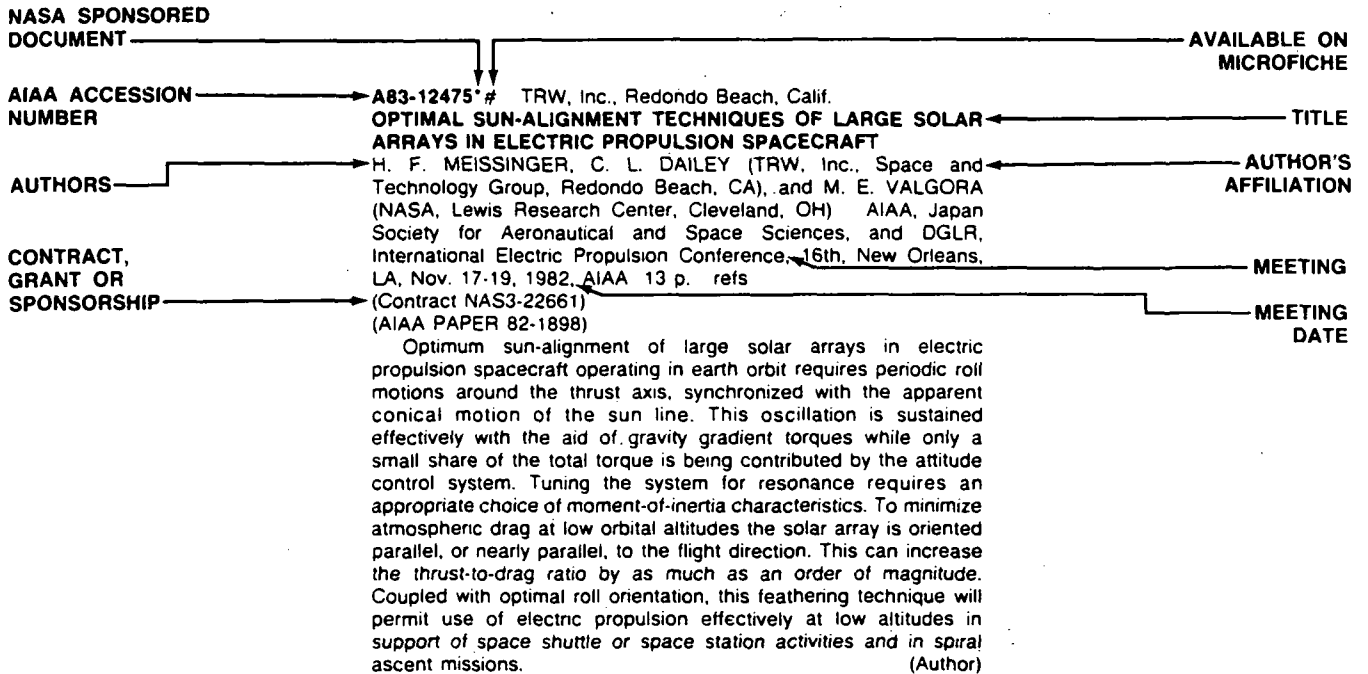 NASA SPONSORED
DOCUMENT
AVAILABLE ON
MICROFICHE
AIAA ACCESSION
NUMBER
A83-12475*# TRW, Inc., Redondo Beach, Calif.
OPTIMAL SUN-ALIGNMENT TECHNIQUES OF LARGE SOLAR
TITLE
ARRAYS IN ELECTRIC PROPULSION SPACECRAFT
AUTHORS
H. F. MEISSINGER, C. L. DAILEY (TRW, Inc., Space and
AUTHOR'S
AFFILIATION
Technology Group, Redondo Beach, CA), and M. E. VALGORA
(NASA, Lewis Research Center, Cleveland, OH) AIAA, Japan
Society for Aeronautical and Space Sciences, and DGLR,
International Electric Propulsion Conference, 16th, New Orleans,
MEETING
LA, Nov. 17-19, 1982, AIAA 13 p. refs
MEETING
DATE
CONTRACT,
GRANT OR
SPONSORSHIP
(Contract NAS3-22661)
(AIAA PAPER 82-1898)
Optimum sun-alignment of large solar arrays in electric
propulsion spacecraft operating in earth orbit requires periodic roll
motions around the thrust axis, synchronized with the apparent
conical motion of the sun line. This oscillation is sustained
effectively with the aid of gravity gradient torques while only a
small share of the total torque is being contributed by the attitude
control system. Tuning the system for resonance requires an
appropriate choice of moment-of-inertia characteristics. To minimize
atmospheric drag at low orbital altitudes the solar array is oriented
parallel, or nearly parallel, to the flight direction. This can increase
the thrust-to-drag ratio by as much as an order of magnitude.
Coupled with optimal roll orientation, this feathering technique will
permit use of electric propulsion effectively at low altitudes in
support of space shuttle or space station activities and in spiral
ascent missions. (Author)